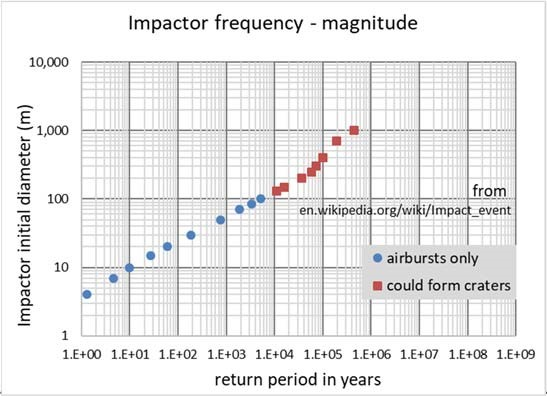 Impactor frequency - magnitude
10,000
1,000
100
10
1
Impactor initial diameter (m)
from
en.wikipedia.org/wiki/Impact_event
airbursts only
could form craters
1.E+00 1.E+01 1.E+02 1.E+03 1.E+04 1.E+05 1.E+06 1.E+07 1.E+08 1.E+09
return period in years